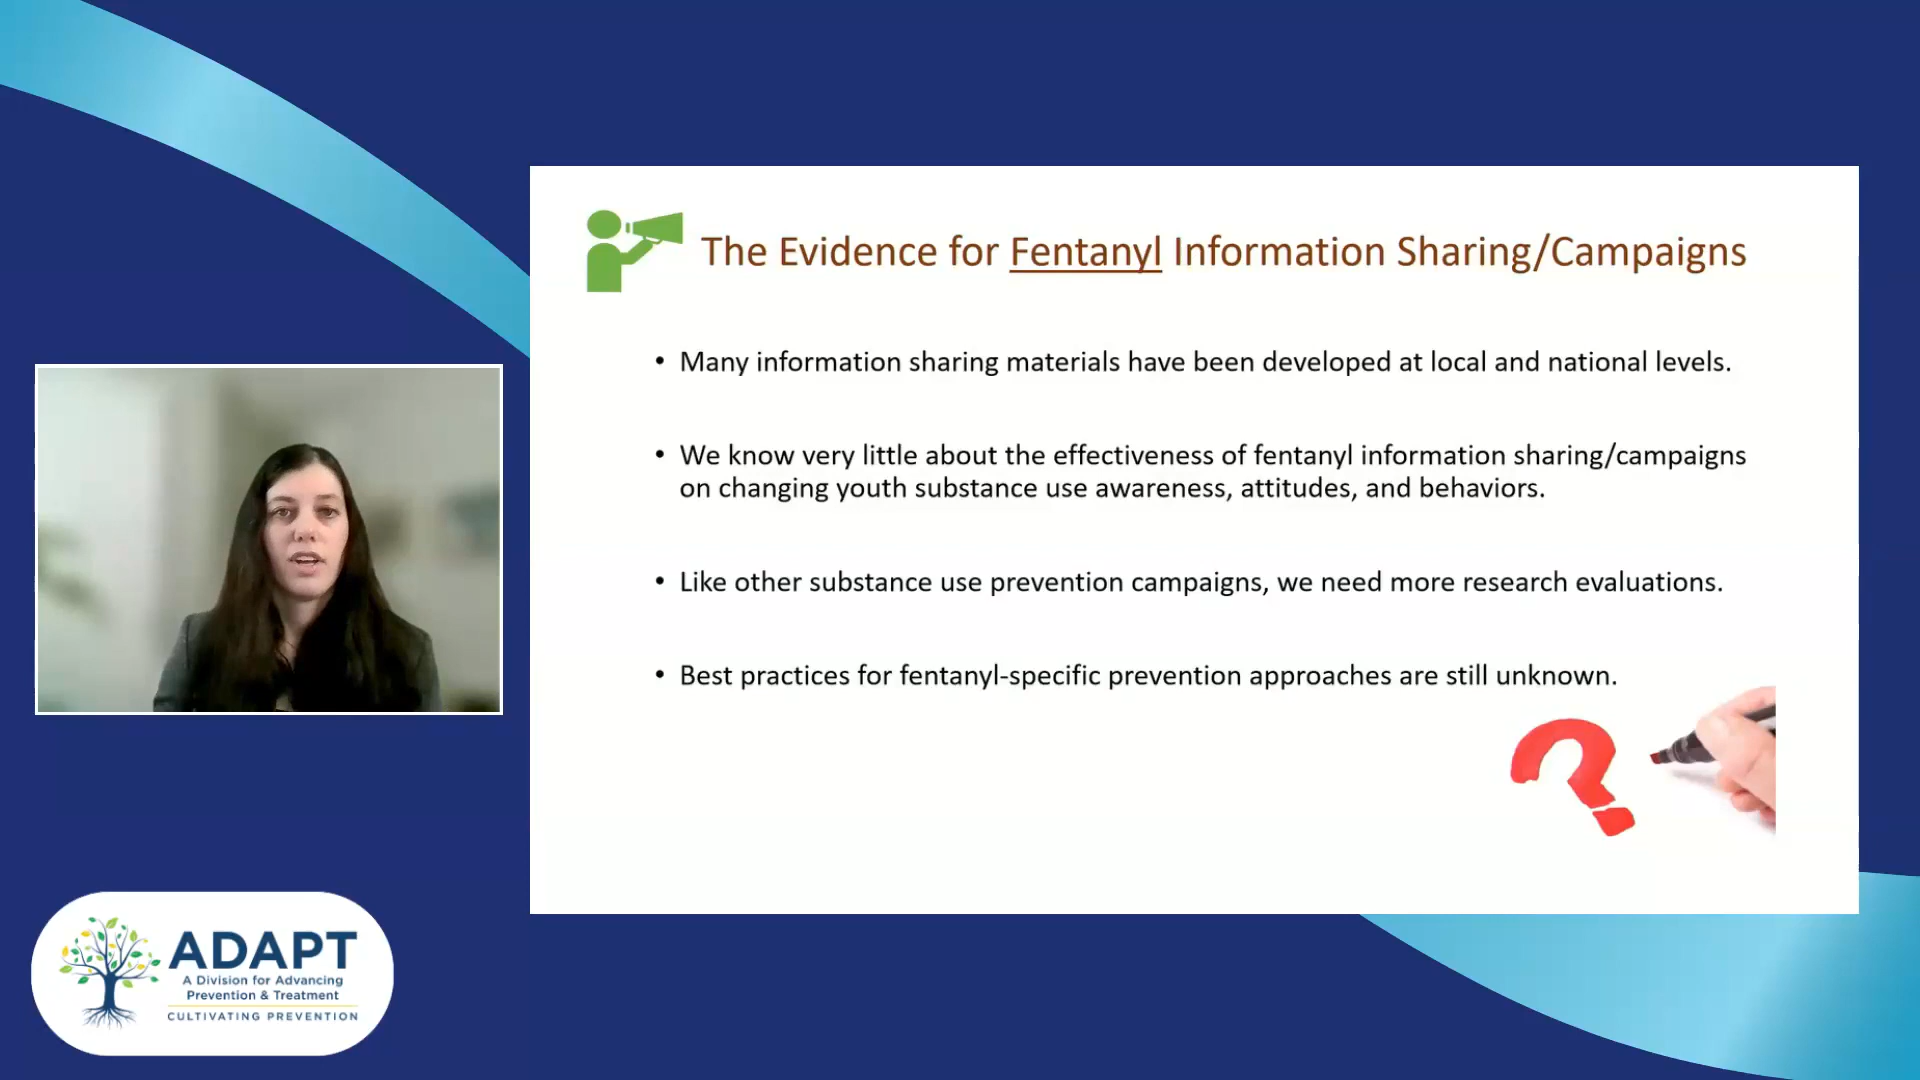 The Evidence for Fentanyl Information Sharing/Campaigns
• Many information sharing materials have been developed at local and national levels.
• We know very little about the effectiveness of fentanyl information sharing/campaigns
on changing youth substance use awareness, attitudes, and behaviors.
• Like other substance use prevention campaigns, we need more research evaluations.
• Best practices for fentanyl-specific prevention approaches are still unknown.
?
ADAPT
A Division for Advancing
Prevention & Treatment
CULTIVATING PREVENTION